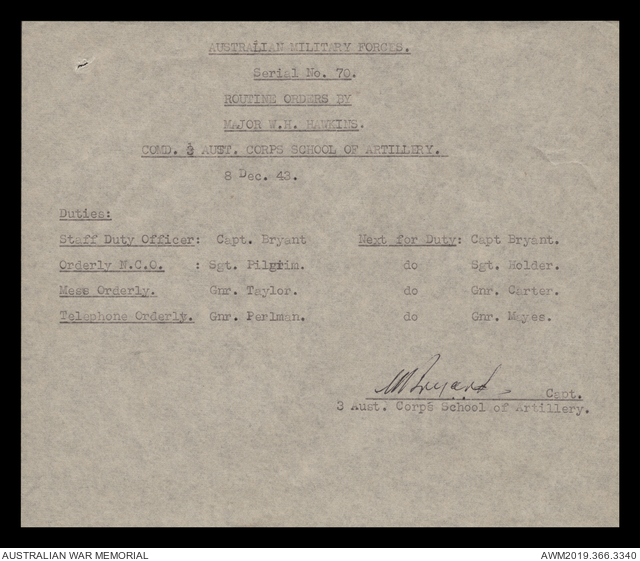 AUSTRALIAN MILITARY FORCES.
Serial No. 70.
ROUTINE ORDERS BY
MAJOR W.H. HAWKINS.
COMD. 3 AUST. CORPS SCHOOL OF ARTILLERY.
8 Dec. 43.
Duties:
Staff Duty Officer: Capt. Bryant Next for Duty: Capt Bryant.
Orderly N.C.O. : Sgt. Pilgrim. do Sgt. Holder.
Mess Orderly. Gnr. Taylor. do Gnr. Carter.
Telephone Orderly. Gnr. Perlman. do Gnr. Mayes.
Bryant Capt.
3 Aust. Corps School of Artillery.
AUSTRALIAN WAR MEMORIAL AWM2019.366.3340